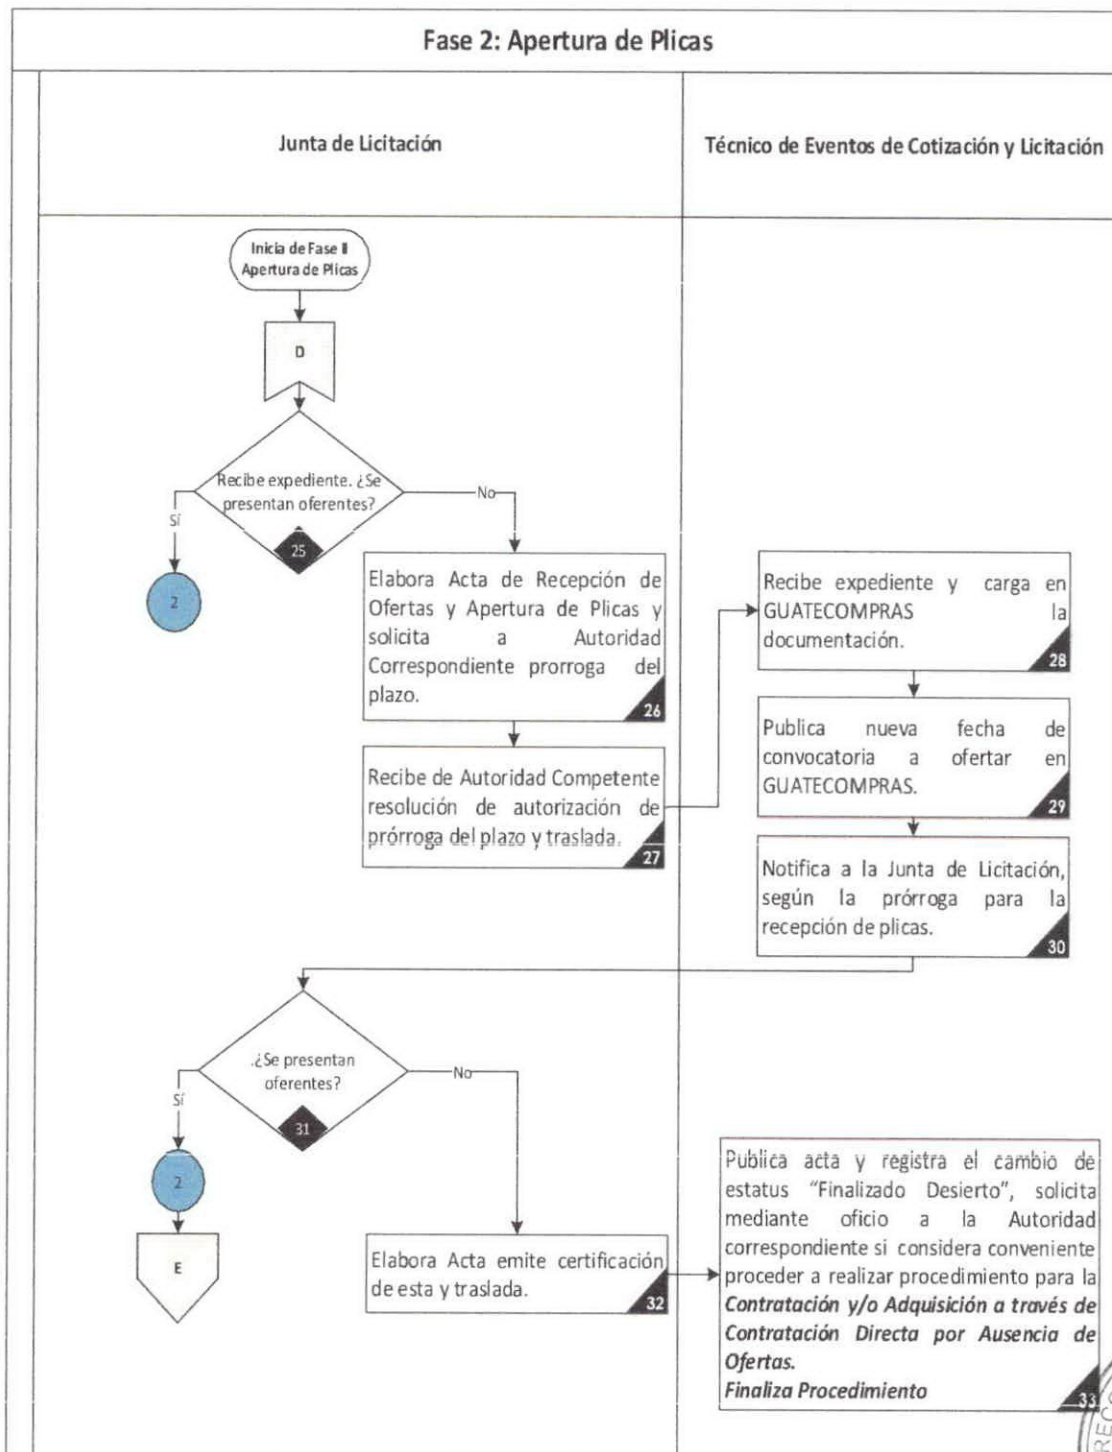 Fase 2: Apertura de Plicas
Junta de Licitación
Técnico de Eventos de Cotización y Licitación
Inicia de Fase II
Apertura de Plicas
D
Recibe expediente. ¿Se
presentan oferentes?
25
Sí
No
2
Elabora Acta de Recepción de
Ofertas y Apertura de Plicas y
solicita a Autoridad
Correspondiente prorroga del
plazo.
26
Recibe de Autoridad Competente
resolución de autorización de
prórroga del plazo y traslada.
27
Recibe expediente y carga en
GUATECOMPRAS la
documentación.
28
Publica nueva fecha de
convocatoria a ofertar en
GUATECOMPRAS.
29
Notifica a la Junta de Licitación,
según la prórroga para la
recepción de plicas.
30
.¿Se presentan
oferentes?
31
Sí
No
2
E
Elabora Acta emite certificación
de esta y traslada.
32
Publica acta y registra el cambio de
estatus “Finalizado Desierto”, solicita
mediante oficio a la Autoridad
correspondiente si considera conveniente
proceder a realizar procedimiento para la
Contratación y/o Adquisición a través de
Contratación Directa por Ausencia de
Ofertas.
Finaliza Procedimiento
33